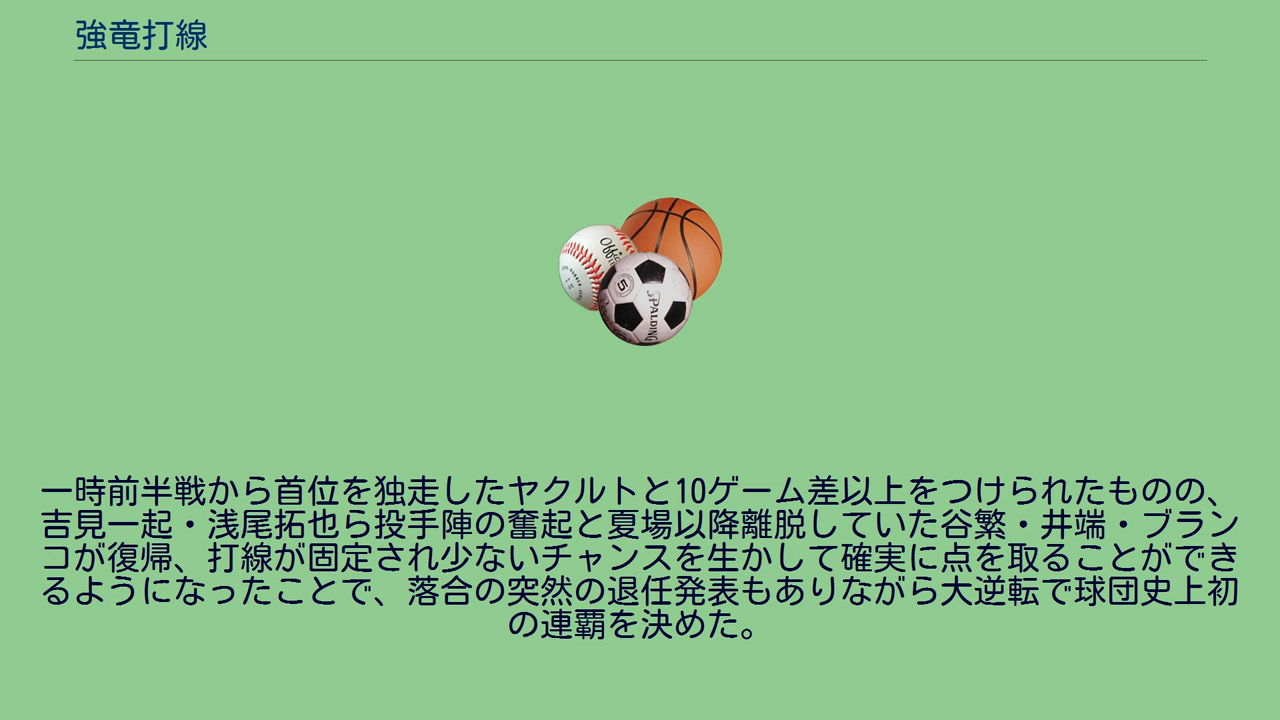 強竜打線
Offic
5
SPALDING
一時前半戦から首位を独走したヤクルトと10ゲーム差以上をつけられたものの、
吉見一起・浅尾拓也ら投手陣の奮起と夏場以降離脱していた谷繁・井端・ブラン
コが復帰、打線が固定され少ないチャンスを生かして確実に点を取ることができ
るようになったことで、落合の突然の退任発表もありながら大逆転で球団史上初
の連覇を決めた。